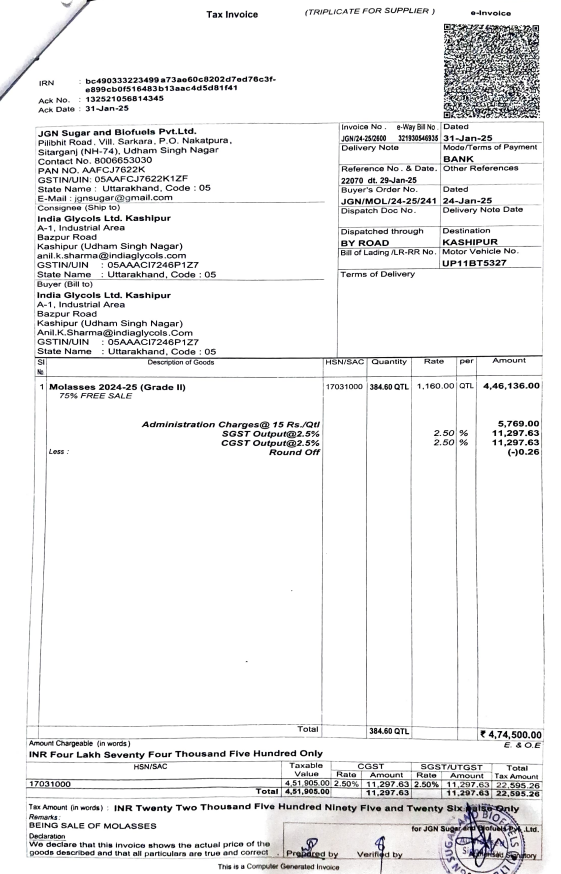 Tax Invoice
(TRIPLICATE FOR SUPPLIER )
e-Invoice
IRN : bc490333223499a73ae60c8202d7ed76c3f-
e899cb0f516483b13aac4d5d81f41
Ack No. : 132521056814345
Ack Date : 31-Jan-25
JGN Sugar and Biofuels Pvt.Ltd.
Pilibhit Road, Vill. Sarkara, P.O. Nakatpura,
Sitarganj (NH-74), Udham Singh Nagar
Contact No. 8006653030
PAN NO. AAFCJ7622K
GSTIN/UIN: 05AAFCJ7622K1ZF
State Name : Uttarakhand, Code : 05
E-Mail : jgnsugar@gmail.com
Invoice No. e-Way Bill No. Dated
JGN/24-25/2600 321930546935 31-Jan-25
Delivery Note Mode/Terms of Payment
BANK
Reference No. & Date. Other References
22070 dt. 29-Jan-25
Buyer's Order No. Dated
JGN/MOL/24-25/241 24-Jan-25
Dispatch Doc No. Delivery Note Date
Dispatched through Destination
BY ROAD KASHIPUR
Bill of Lading /LR-RR No. Motor Vehicle No.
UP11BT5327
Terms of Delivery
Consignee (Ship to)
India Glycols Ltd. Kashipur
A-1, Industrial Area
Bazpur Road
Kashipur (Udham Singh Nagar)
anil.k.sharma@indiaglycols.com
GSTIN/UIN : 05AAACI7246P1Z7
State Name : Uttarakhand, Code : 05
Buyer (Bill to)
India Glycols Ltd. Kashipur
A-1, Industrial Area
Bazpur Road
Kashipur (Udham Singh Nagar)
Anil.K.Sharma@indiaglycols.Com
GSTIN/UIN : 05AAACI7246P1Z7
State Name : Uttarakhand, Code : 05
Sl No. Description of Goods HSN/SAC Quantity Rate per Amount
1 Molasses 2024-25 (Grade II) 17031000 384.60 QTL 1,160.00 QTL 4,46,136.00
75% FREE SALE
Administration Charges@ 15 Rs./Qtl 5,769.00
SGST Output@2.5% 2.50 % 11,297.63
CGST Output@2.5% 2.50 % 11,297.63
Less : Round Off (-)0.26
Total 384.60 QTL ₹ 4,74,500.00
Amount Chargeable (in words) E. & O.E
INR Four Lakh Seventy Four Thousand Five Hundred Only
HSN/SAC Taxable Value CGST Rate Amount SGST/UTGST Rate Amount Total Tax Amount
17031000 4,51,905.00 2.50% 11,297.63 2.50% 11,297.63 22,595.26
Total 4,51,905.00 11,297.63 11,297.63 22,595.26
Tax Amount (in words) : INR Twenty Two Thousand Five Hundred Ninety Five and Twenty Six paise Only
Remarks:
BEING SALE OF MOLASSES
Declaration
We declare that this invoice shows the actual price of the
goods described and that all particulars are true and correct
for JGN Sugar and Biofuels Pvt. Ltd.
Prepared by Verified by Authorised Signatory
This is a Computer Generated Invoice